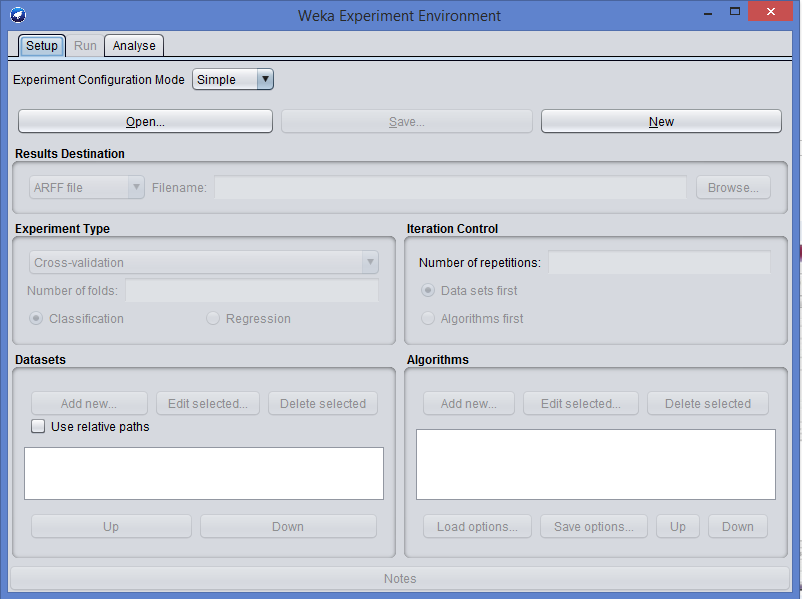 Weka Experiment Environment
Setup Run Analyse
Experiment Configuration Mode Simple
Open... Save... New
Results Destination
ARFF file Filename: Browse...
Experiment Type
Cross-validation
Number of folds:
Classification Regression
Iteration Control
Number of repetitions:
Data sets first
Algorithms first
Datasets
Add new... Edit selected... Delete selected
Use relative paths
Up Down
Algorithms
Add new... Edit selected... Delete selected
Load options... Save options... Up Down
Notes